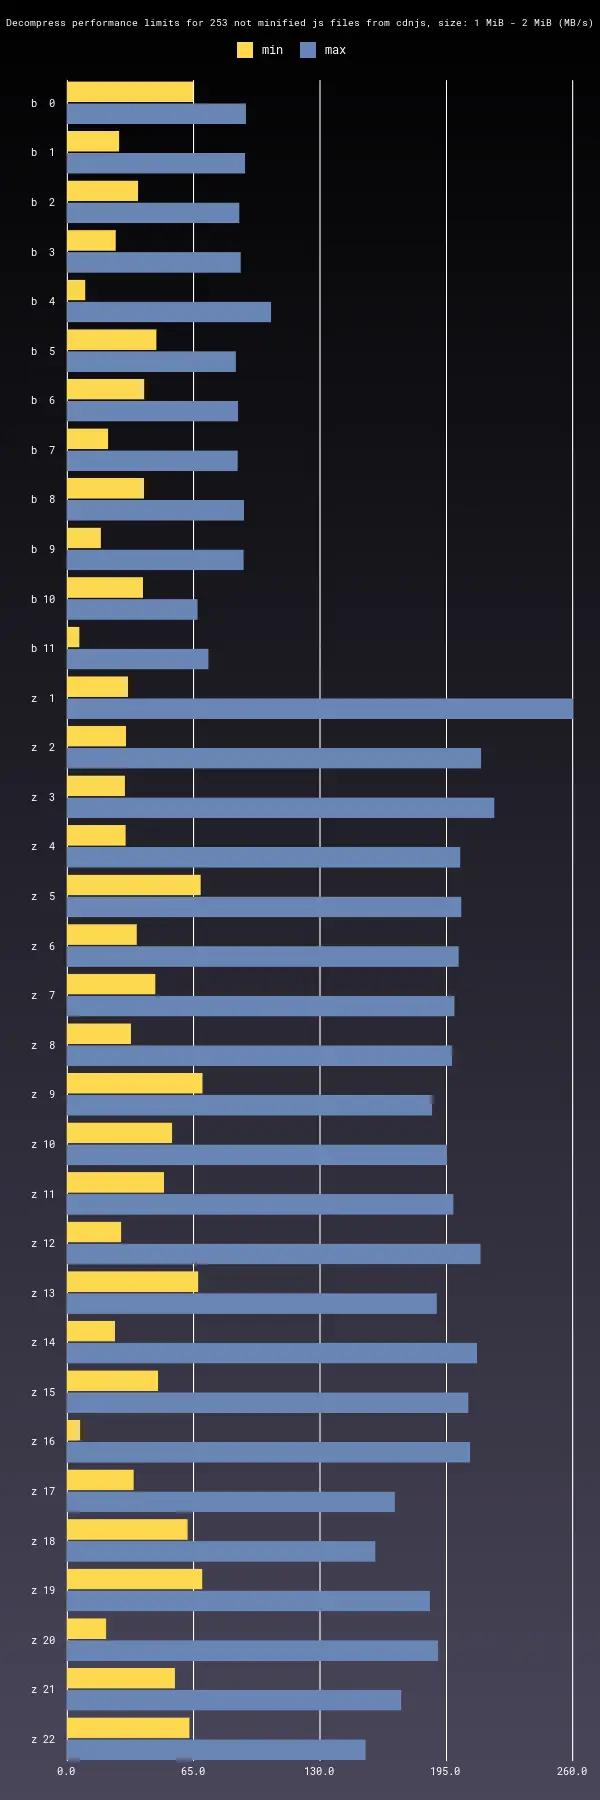 Decompress performance limits for 253 not minified js files from cdnjs, size: 1 MiB - 2 MiB (MB/s)
min max
b 0
b 1
b 2
b 3
b 4
b 5
b 6
b 7
b 8
b 9
b 10
b 11
z 1
z 2
z 3
z 4
z 5
z 6
z 7
z 8
z 9
z 10
z 11
z 12
z 13
z 14
z 15
z 16
z 17
z 18
z 19
z 20
z 21
z 22
0.0 65.0 130.0 195.0 260.0